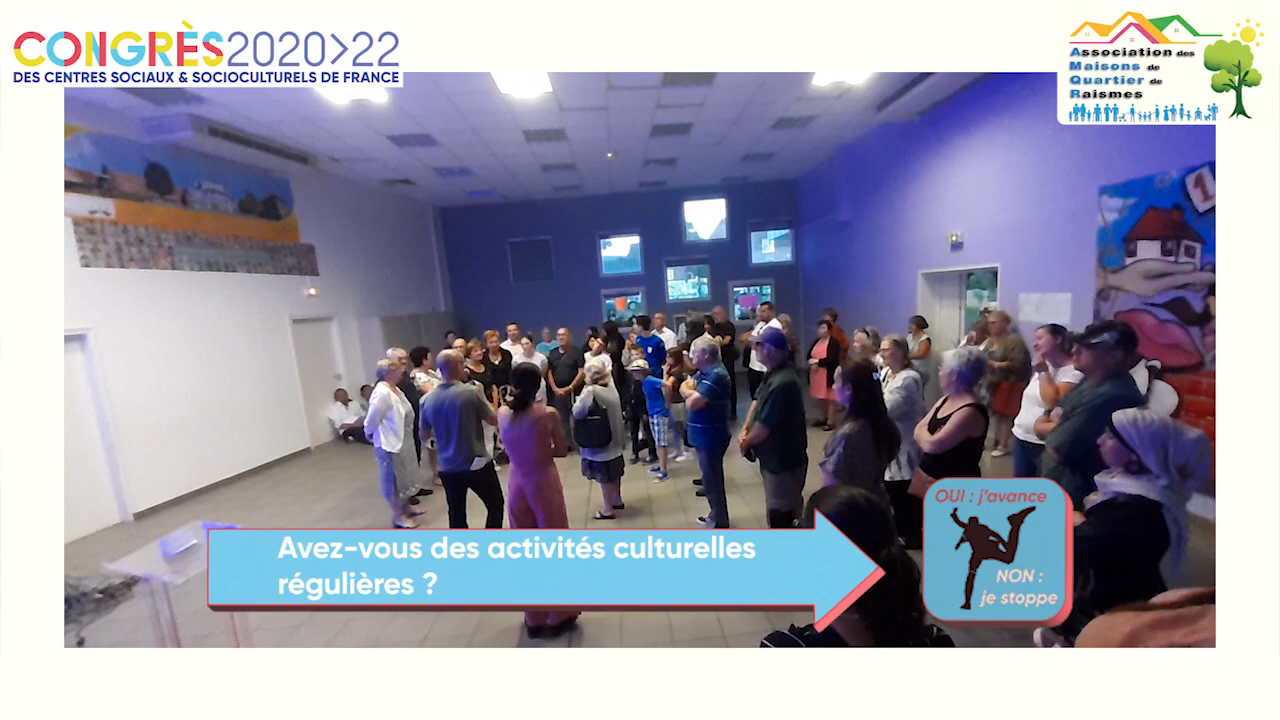 CONGRÈS2020>22
DES CENTRES SOCIAUX & SOCIOCULTURELS DE FRANCE
Association des
Maisons de
Quartier de
Raismes
1
Avez-vous des activités culturelles
régulières ?
OUI : j'avance
NON :
je stoppe